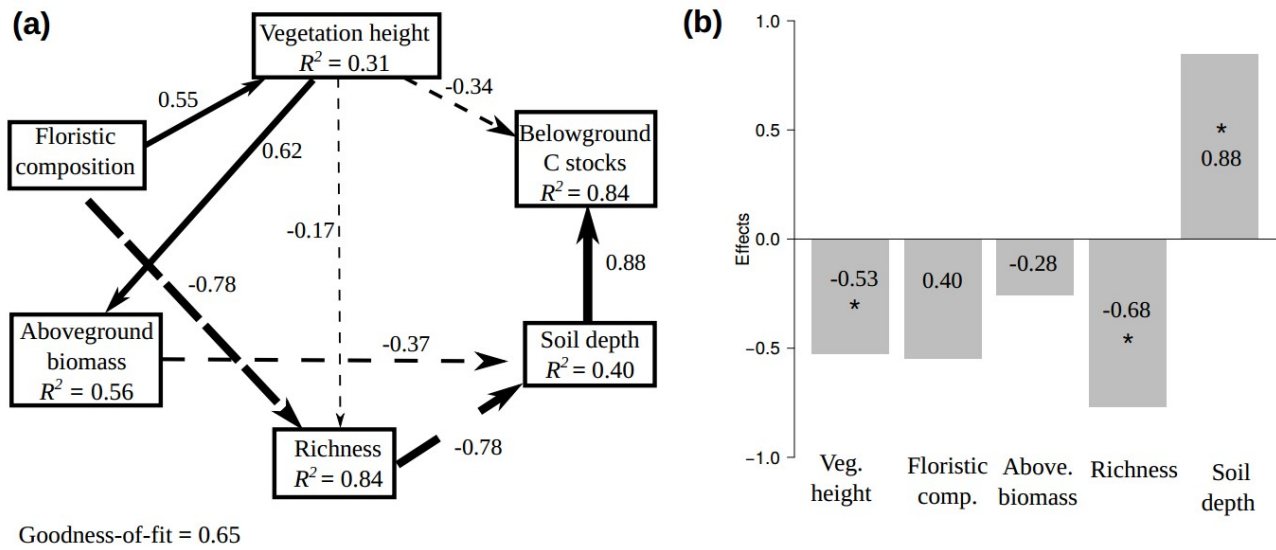 (a)
Vegetation height
R² = 0.31
0.55
-0.34
Floristic
composition
0.62
Belowground
C stocks
R² = 0.84
-0.17
-0.78
0.88
Aboveground
biomass
R² = 0.56
-0.37
Soil depth
R² = 0.40
Richness
R² = 0.84
-0.78
Goodness-of-fit = 0.65
(b)
Effects
1.0
0.5
0.0
−0.5
−1.0
-0.53
*
0.40
-0.28
-0.68
*
*
0.88
Veg.
height
Floristic
comp.
Above.
biomass
Richness
Soil
depth